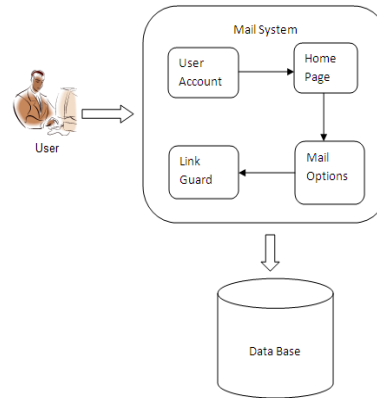 Mail System
User
Account
Home
Page
User
Link
Guard
Mail
Options
Data Base